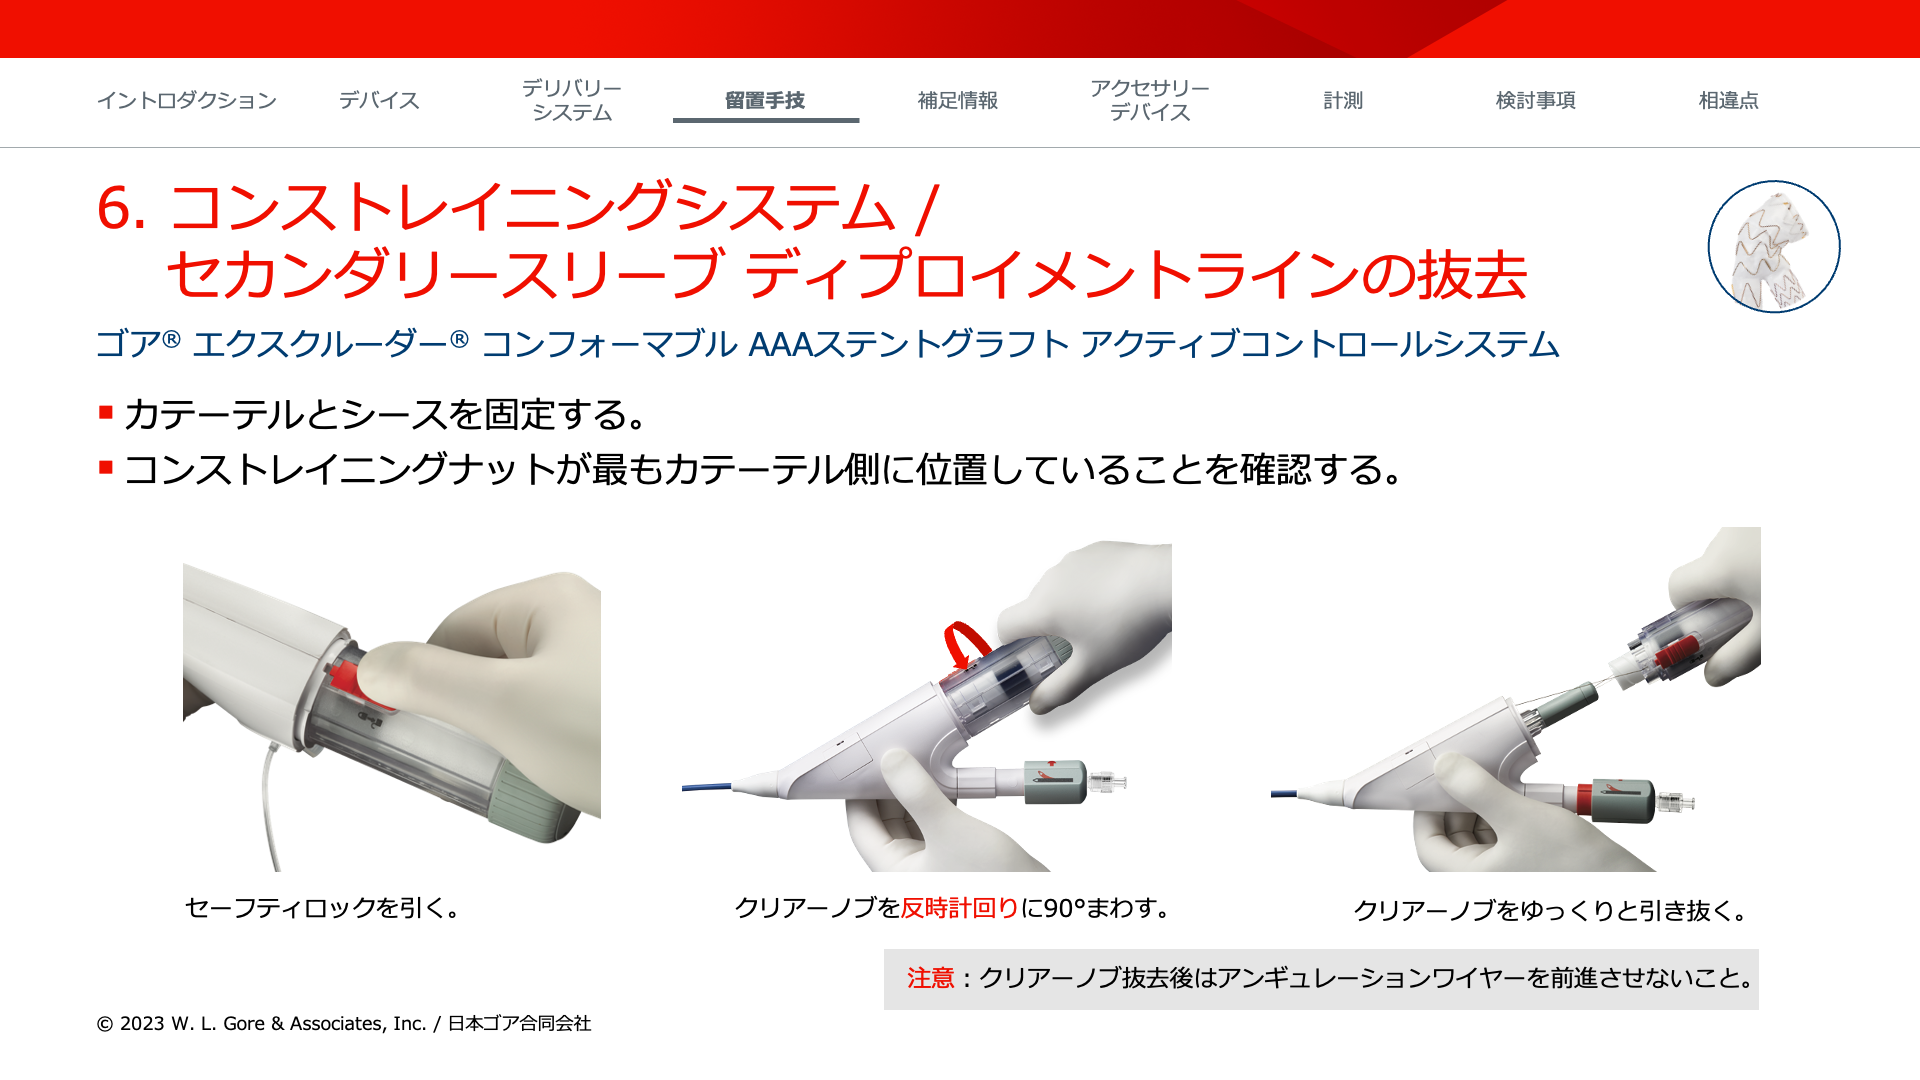 イントロダクション
デバイス
デリバリー
システム
留置手技
補足情報
アクセサリー
デバイス
計測
検討事項
相違点
6. コンストレイニングシステム /
セカンダリースリーブ ディプロイメントラインの抜去
ゴア® エクスクルーダー® コンフォーマブル AAAステントグラフト アクティブコントロールシステム
カテーテルとシースを固定する。
コンストレイニングナットが最もカテーテル側に位置していることを確認する。
セーフティロックを引く。
クリアーノブを反時計回りに90°まわす。
クリアーノブをゆっくりと引き抜く。
注意：クリアーノブ抜去後はアンギュレーションワイヤーを前進させないこと。
© 2023 W. L. Gore & Associates, Inc. / 日本ゴア合同会社